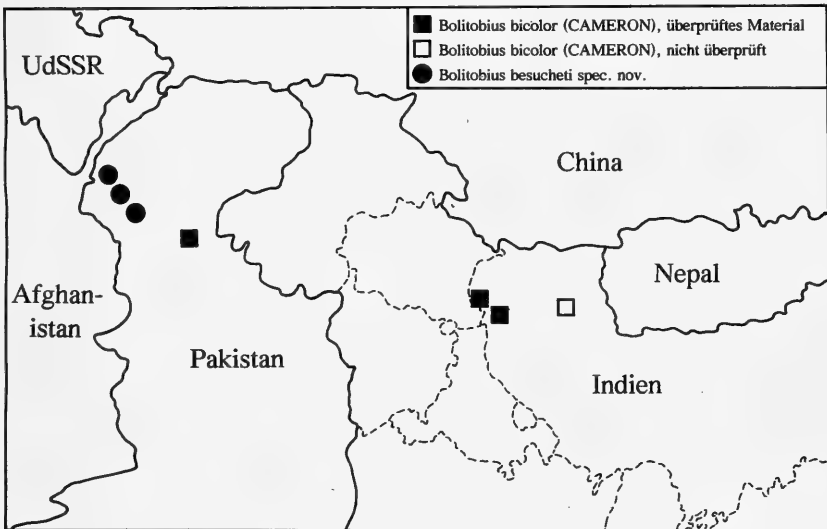 Bolitobius bicolor (CAMERON), überprüftes Material
Bolitobius bicolor (CAMERON), nicht überprüft
Bolitobius besucheti spec. nov.
UdSSR
China
Nepal
Afghan-
istan
Pakistan
Indien